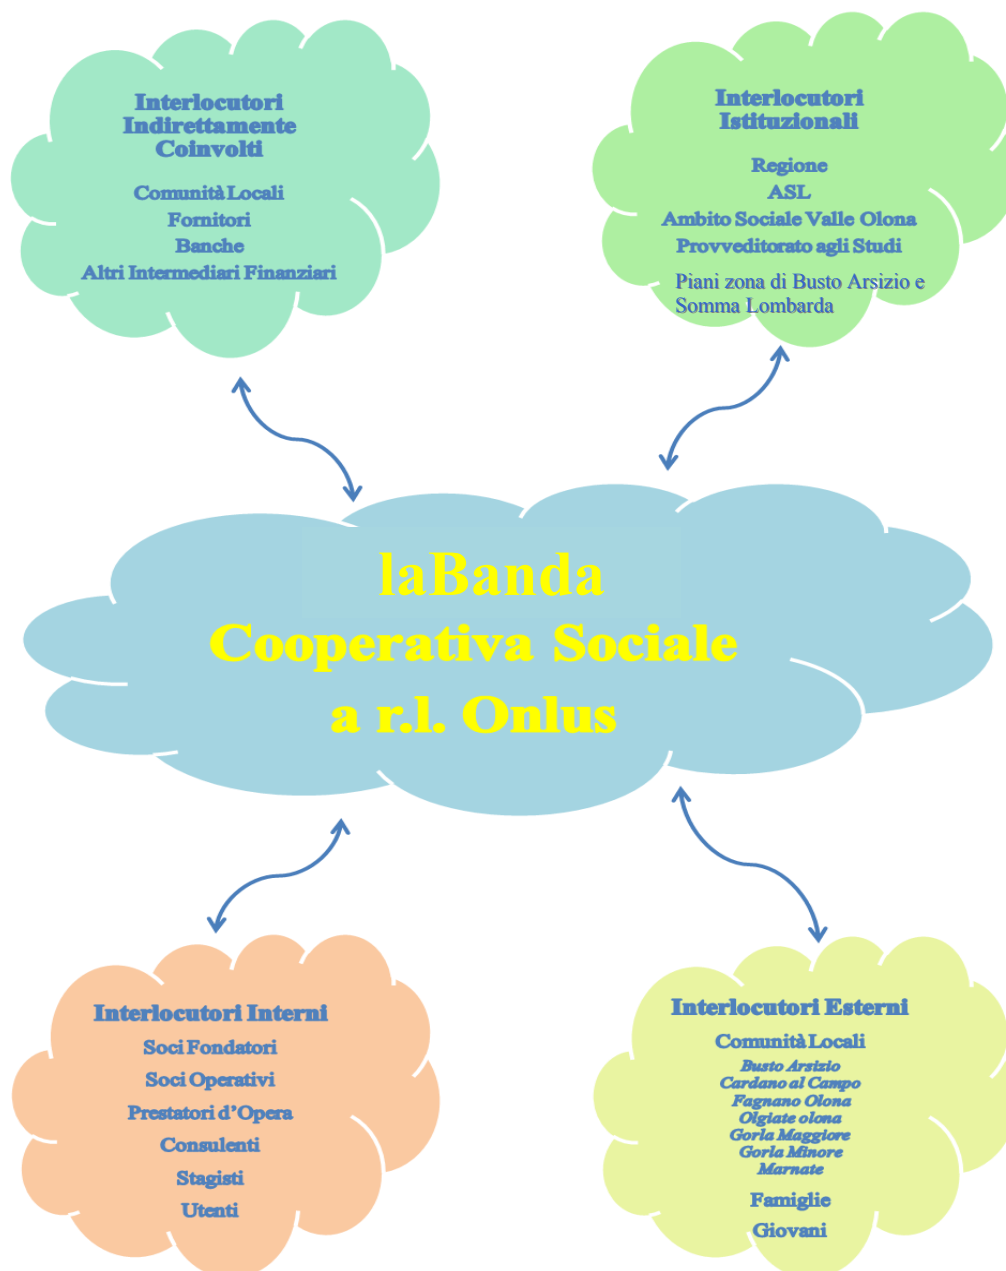 Interlocutori
Indirettamente
Coinvolti
Comunità Locali
Fornitori
Banche
Altri Intermediari Finanziari
Interlocutori
Istituzionali
Regione
ASL
Ambito Sociale Valle Olona
Provveditorato agli Studi
Piani zona di Busto Arsizio e
Somma Lombarda
laBanda
Cooperativa Sociale
a r.l. Onlus
Interlocutori Interni
Soci Fondatori
Soci Operativi
Prestatori d’Opera
Consulenti
Stagisti
Utenti
Interlocutori Esterni
Comunità Locali
Busto Arsizio
Cardano al Campo
Fagnano Olona
Olgiate olona
Gorla Maggiore
Gorla Minore
Marnate
Famiglie
Giovani